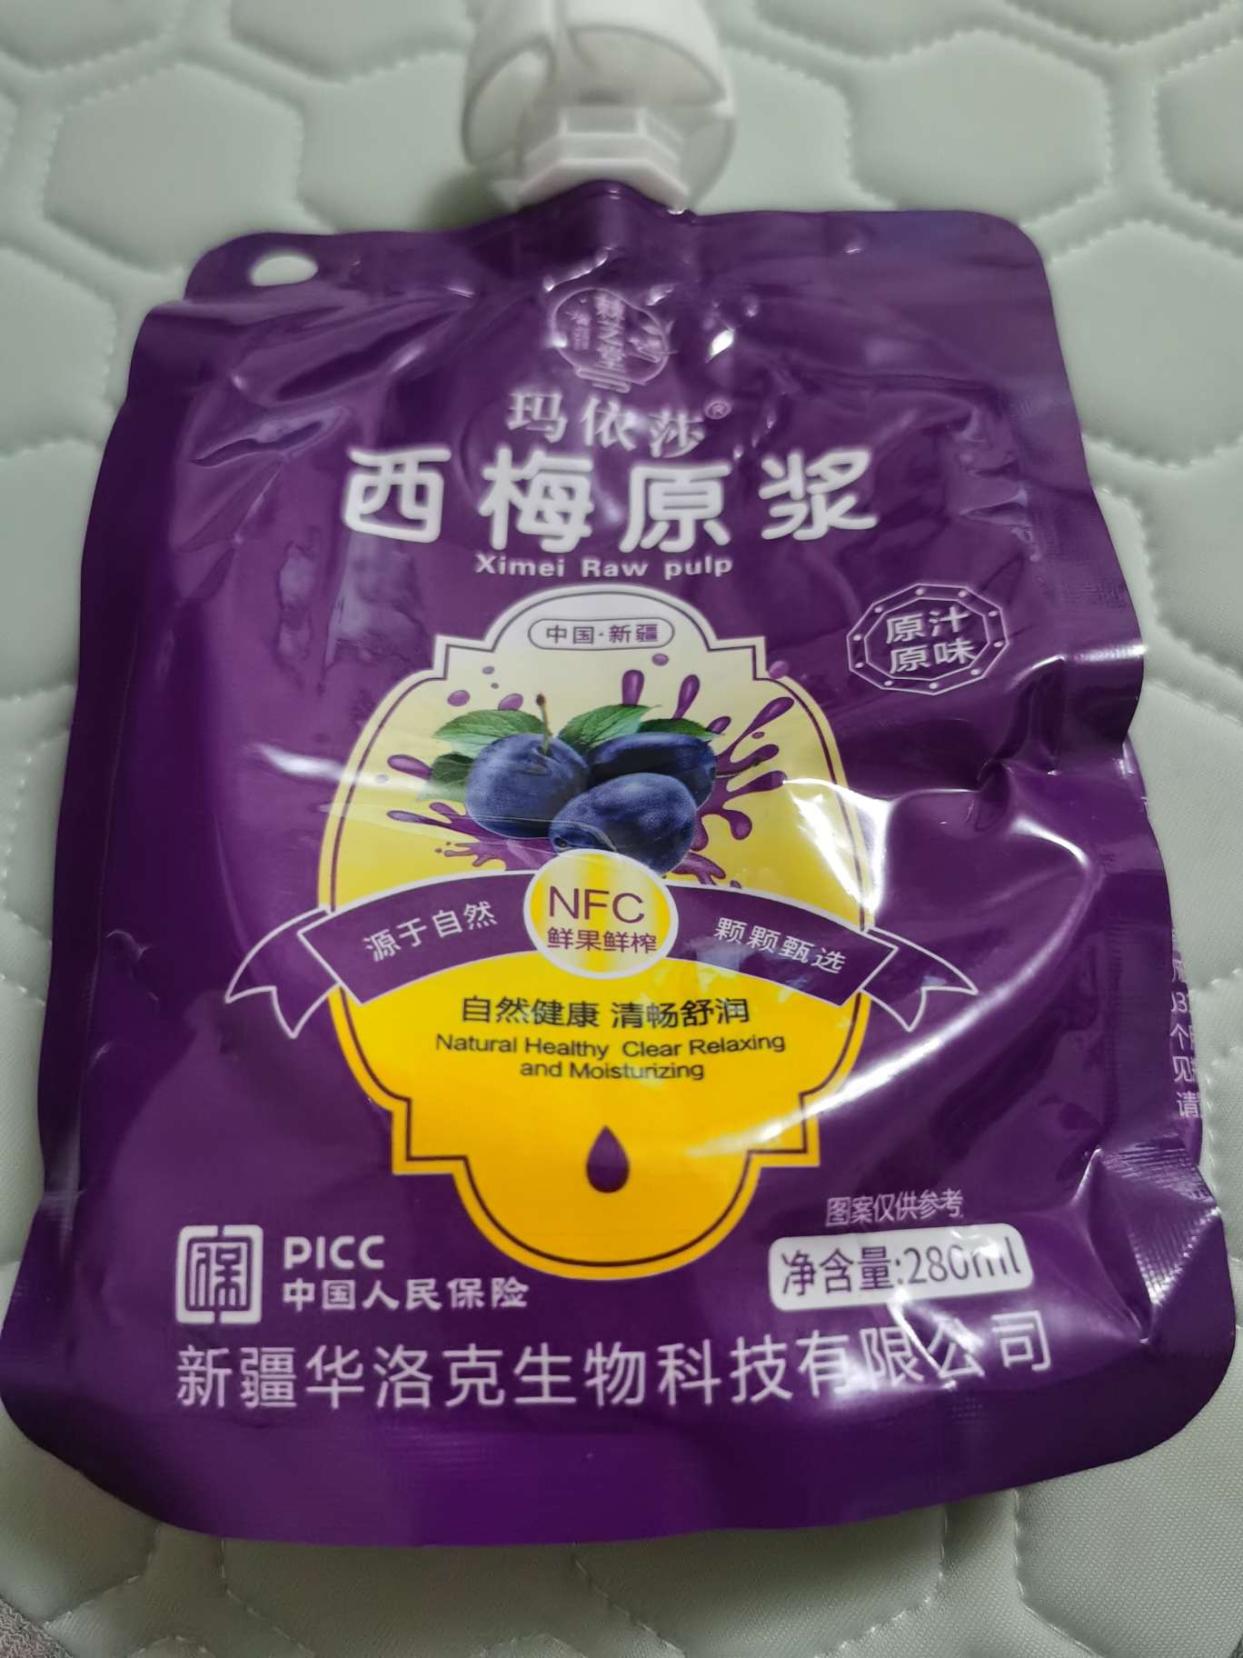 玛依莎®
西梅原浆
Ximei Raw pulp
中国·新疆
原汁
原味
源于自然
NFC
鲜果鲜榨
颗颗甄选
自然健康 清畅舒润
Natural Healthy Clear Relaxing
and Moisturizing
图案仅供参考
净含量:280ml
PICC
中国人民保险
新疆华洛克生物科技有限公司